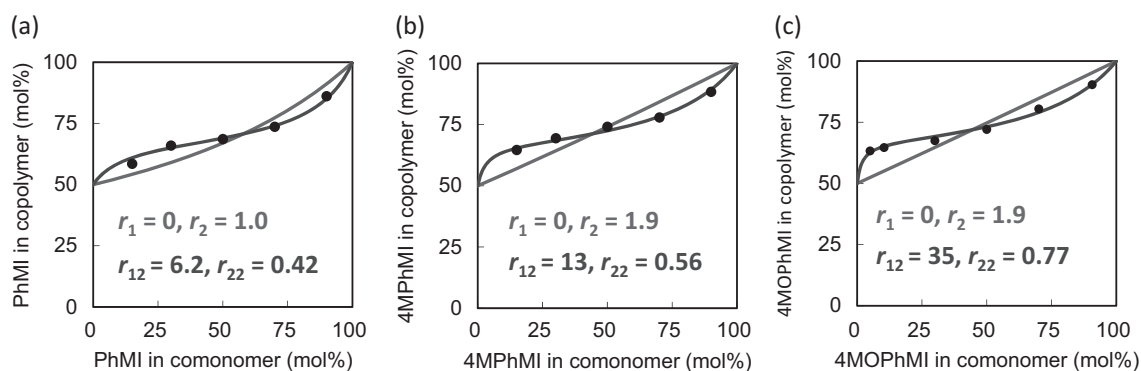 (a)
PhMI in copolymer (mol%)
100
75
50
25
0
r1 = 0, r2 = 1.0
r12 = 6.2, r22 = 0.42
0 25 50 75 100
PhMI in comonomer (mol%)
(b)
4MPhMI in copolymer (mol%)
100
75
50
25
0
r1 = 0, r2 = 1.9
r12 = 13, r22 = 0.56
0 25 50 75 100
4MPhMI in comonomer (mol%)
(c)
4MOPhMI in copolymer (mol%)
100
75
50
25
0
r1 = 0, r2 = 1.9
r12 = 35, r22 = 0.77
0 25 50 75 100
4MOPhMI in comonomer (mol%)